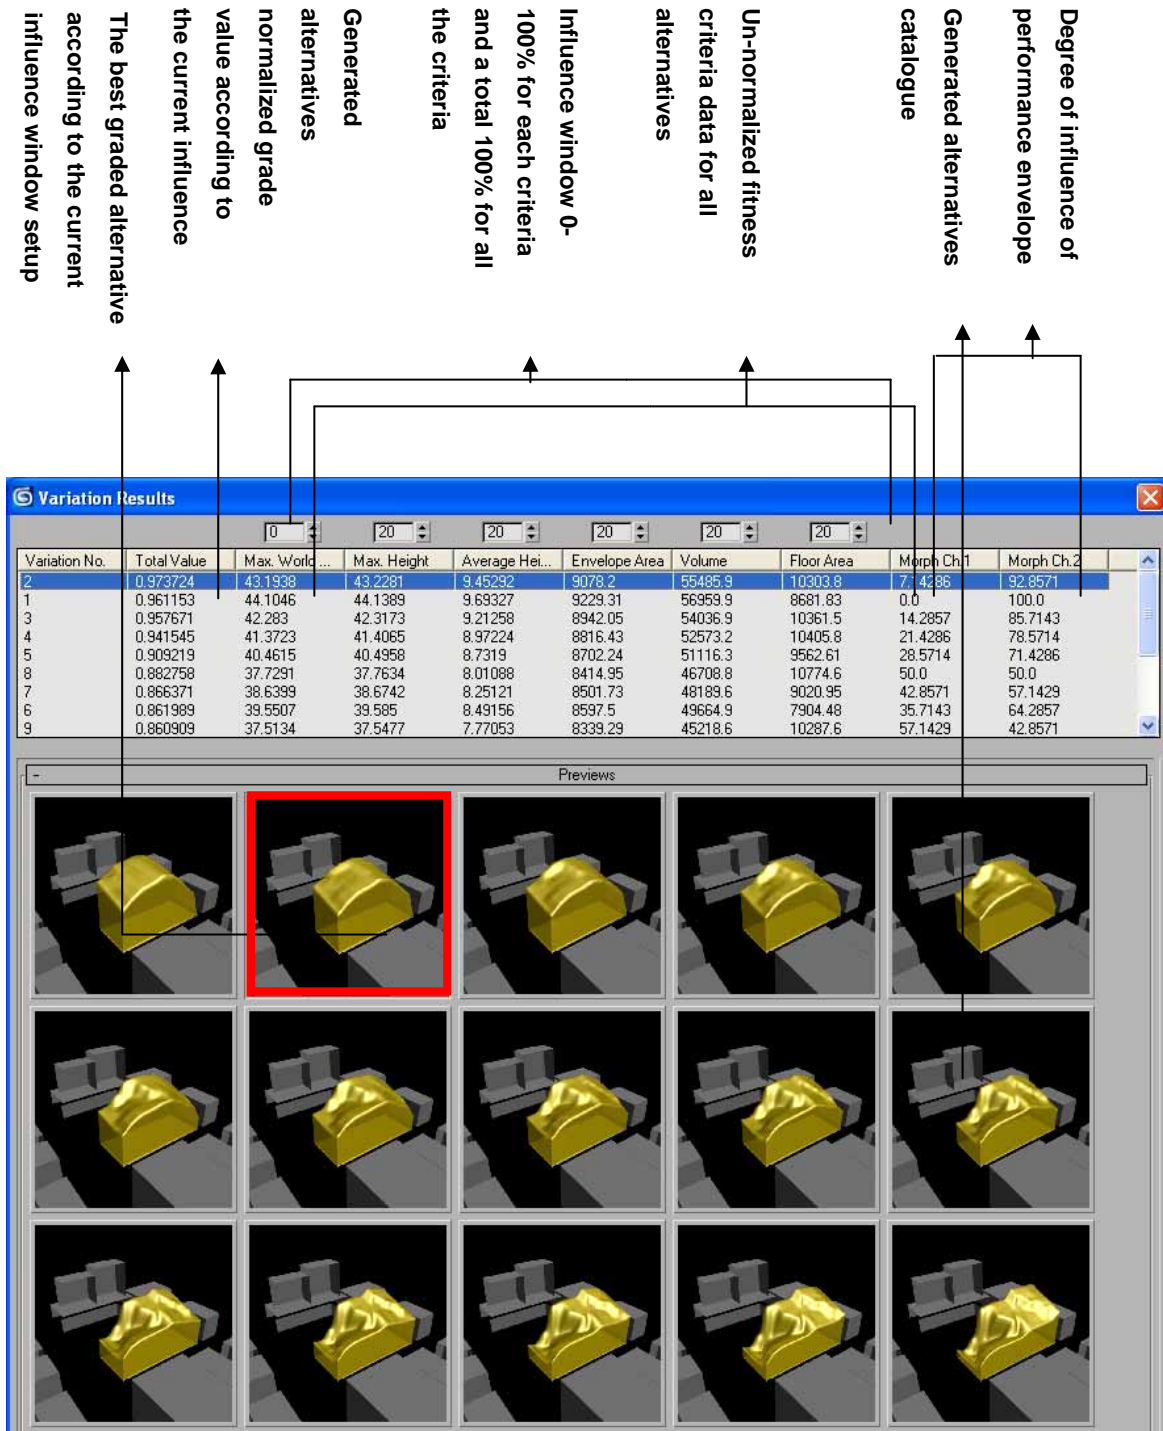 Degree of influence of
performance envelope
Generated alternatives
catalogue
Un-normalized fitness
criteria data for all
alternatives
Influence window 0-
100% for each criteria
and a total 100% for all
the criteria
Generated
alternatives
normalized grade
value according to
the current influence
The best graded alternative
according to the current
influence window setup
Variation Results
0 20 20 20 20 20
Variation No. Total Value Max. World ... Max. Height Average Hei... Envelope Area Volume Floor Area Morph Ch.1 Morph Ch.2
2 0.973724 43.1938 43.2281 9.45292 9078.2 55485.9 10303.8 7.14286 92.8571
1 0.961153 44.1046 44.1389 9.69327 9229.31 56959.9 8681.83 0.0 100.0
3 0.957671 42.283 42.3173 9.21258 8942.05 54036.9 10361.5 14.2857 85.7143
4 0.941545 41.3723 41.4065 8.97224 8816.43 52573.2 10405.8 21.4286 78.5714
5 0.909219 40.4615 40.4958 8.7319 8702.24 51116.3 9562.61 28.5714 71.4286
8 0.882758 37.7291 37.7634 8.01088 8414.95 46708.8 10774.6 50.0 50.0
7 0.866371 38.6399 38.6742 8.25121 8501.73 48189.6 9020.95 42.8571 57.1429
6 0.861989 39.5507 39.585 8.49156 8597.5 49664.9 7904.48 35.7143 64.2857
9 0.860909 37.5134 37.5477 7.77053 8339.29 45218.6 10287.6 57.1429 42.8571
- Previews